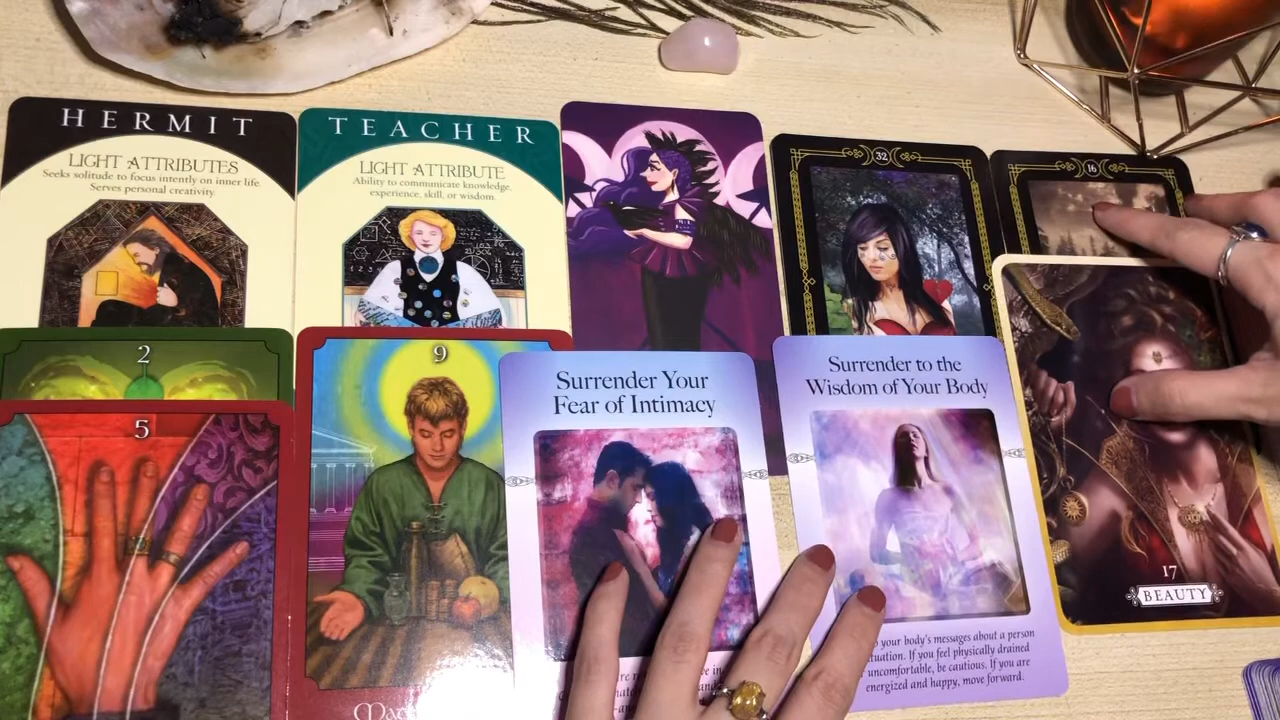 HERMIT
LIGHT ATTRIBUTES
Seeks solitude to focus intently on inner life.
Serves personal creativity.
TEACHER
LIGHT ATTRIBUTE
Ability to communicate knowledge,
experience, skill, or wisdom.
32
16
2
5
9
Surrender Your
Fear of Intimacy
Surrender to the
Wisdom of Your Body
your body's messages about a person
If you feel physically drained
uncomfortable, be cautious. If you are
energized and happy, move forward.
17
BEAUTY